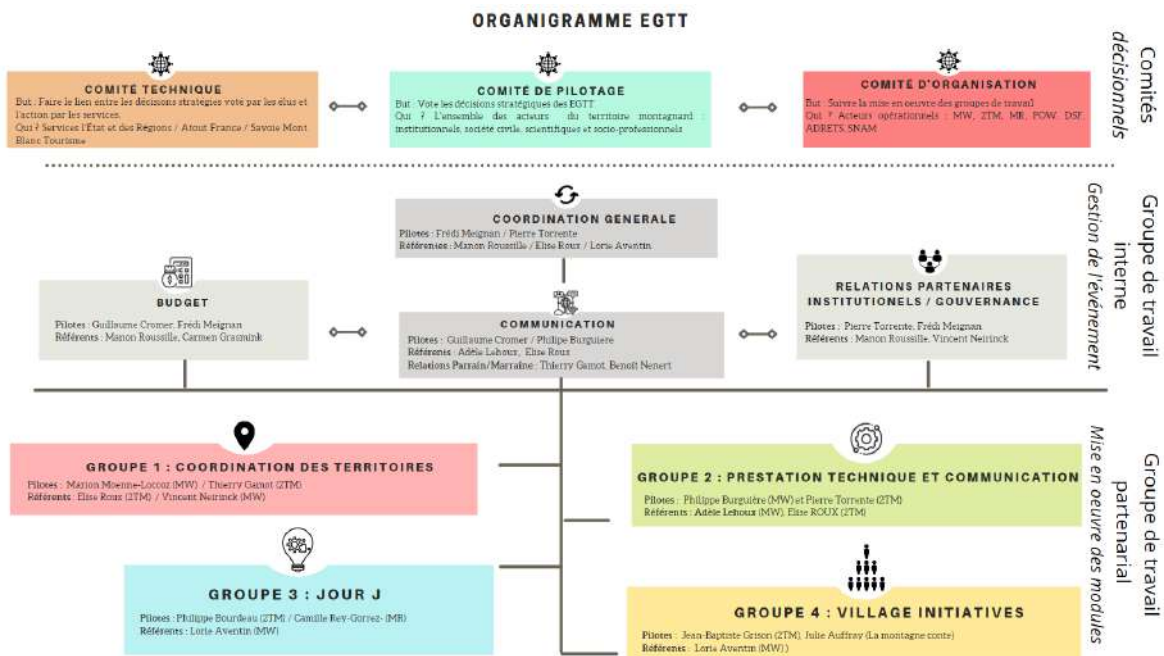 ORGANIGRAMME EGTT
COMITÉ TECHNIQUE
But : Faire le lien entre les décisions stratégies voté par les élus et
l'action par les services.
Qui ? Services l'État et des Régions / Atout France / Savoie Mont
Blanc Tourisme
COMITÉ DE PILOTAGE
But : Vote les décisions stratégiques des EGTT.
Qui ? L'ensemble des acteurs du territoire montagnard :
institutionnels, société civile, scientifiques et socio-professionnels
COMITÉ D'ORGANISATION
But : Suivre la mise en oeuvre des groupes de travail
Qui ? Acteurs opérationnels : MW, 2TM, MR, POW, DSF,
ADRETS, SNAM
Comités
décisionnels
COORDINATION GENERALE
Pilotes : Frédi Meignan / Pierre Torrente
Référentes : Manon Roussille / Elise Roux / Lorie Aventin
BUDGET
Pilotes : Guillaume Cromer, Frédi Meignan
Référents : Manon Roussille, Carmen Grasmink
COMMUNICATION
Pilotes : Guillaume Cromer / Philipe Burguiere
Référents : Adèle Lehoux, Elise Roux
Relations Parrain/Marraine : Thierry Gamot, Benoît Nenert
RELATIONS PARTENAIRES
INSTITUTIONELS / GOUVERNANCE
Pilotes : Pierre Torrente, Frédi Meignan
Référents : Manon Roussille, Vincent Neirinck
Groupe de travail
interne
Gestion de l'événement
GROUPE 1 : COORDINATION DES TERRITOIRES
Pilotes : Marion Moenne-Loccoz (MW) / Thierry Gamot (2TM)
Référents : Elise Roux (2TM) / Vincent Neirinck (MW)
GROUPE 2 : PRESTATION TECHNIQUE ET COMMUNICATION
Pilotes : Philippe Burguière (MW) et Pierre Torrente (2TM)
Référents : Adèle Lehoux (MW), Elise ROUX (2TM)
GROUPE 3 : JOUR J
Pilotes : Philippe Bourdeau (2TM) / Camille Rey-Gorrez- (MR)
Référents : Lorie Aventin (MW)
GROUPE 4 : VILLAGE INITIATIVES
Pilotes : Jean-Baptiste Grison (2TM), Julie Auffray (La montagne conte)
Référents : Lorie Aventin (MW),)
Groupe de travail
partenarial
Mise en oeuvre des modules